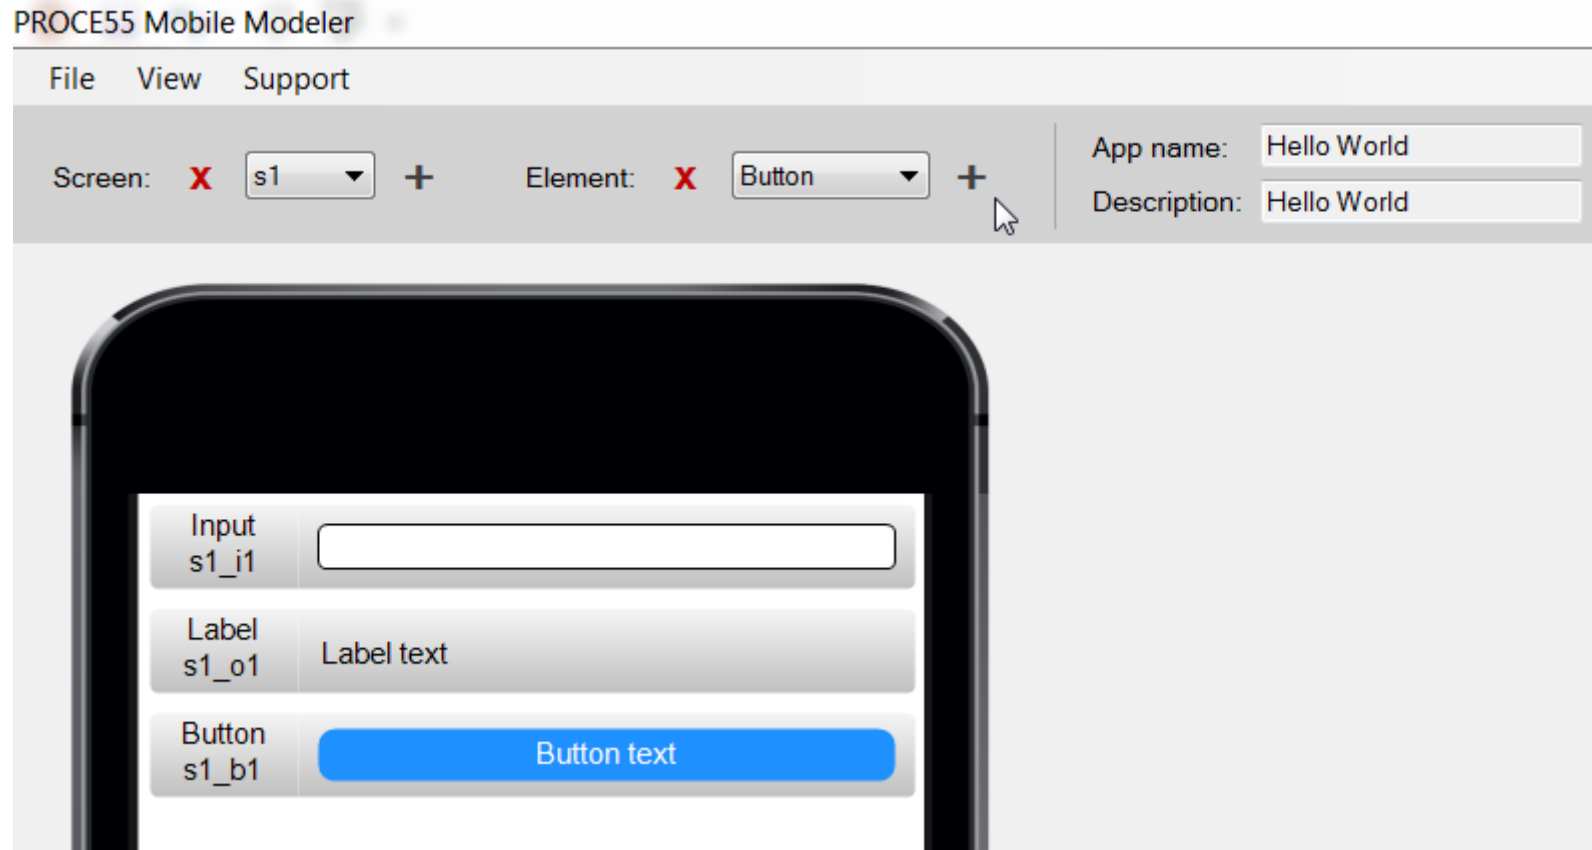 PROCE55 Mobile Modeler
File View Support
Screen: X s1 + Element: X Button +
App name: Hello World
Description: Hello World
Input
s1_i1
Label
s1_o1
Label text
Button
s1_b1
Button text